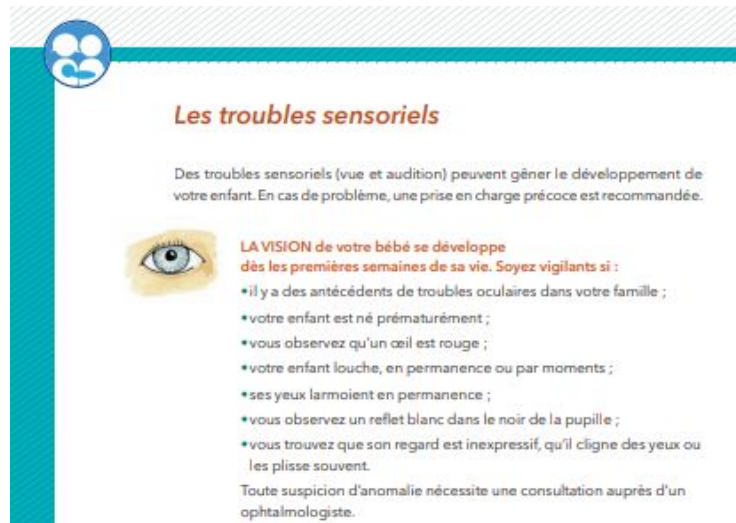 Les troubles sensoriels
Des troubles sensoriels (vue et audition) peuvent gêner le développement de
votre enfant. En cas de problème, une prise en charge précoce est recommandée.
LA VISION de votre bébé se développe
dès les premières semaines de sa vie. Soyez vigilants si :
• il y a des antécédents de troubles oculaires dans votre famille ;
• votre enfant est né prématurément ;
• vous observez qu'un œil est rouge ;
• votre enfant louche, en permanence ou par moments ;
• ses yeux larmoient en permanence ;
• vous observez un reflet blanc dans le noir de la pupille ;
• vous trouvez que son regard est inexpressif, qu'il cligne des yeux ou
les plisse souvent.
Toute suspicion d'anomalie nécessite une consultation auprès d'un
ophtalmologiste.